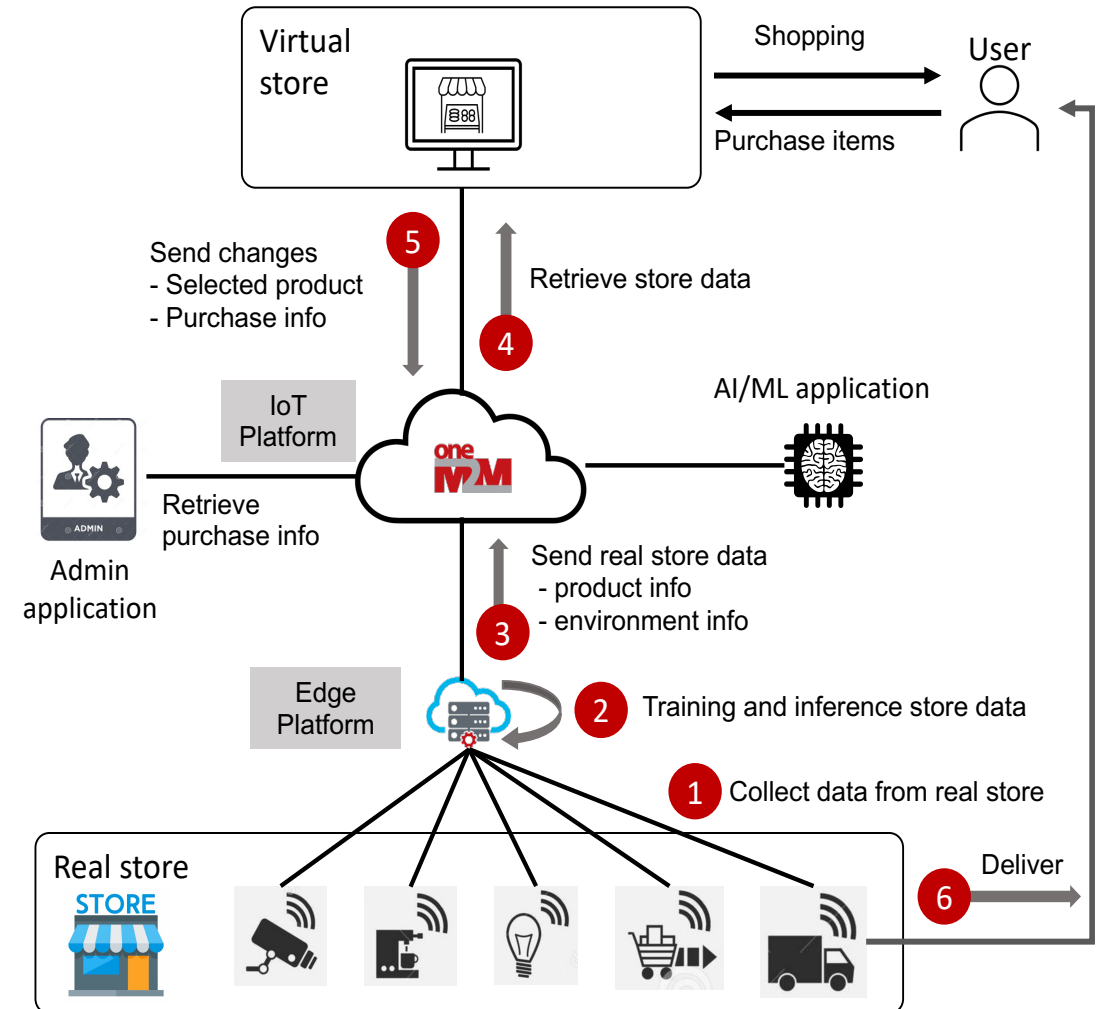 Virtual
store
888
Shopping
User
Purchase items
5
Send changes
- Selected product
- Purchase info
Retrieve store data
4
IoT
Platform
AI/ML application
one
M2M
ADMIN
Retrieve
purchase info
Admin
application
Send real store data
- product info
- environment info
3
Edge
Platform
2
Training and inference store data
1
Collect data from real store
Real store
STORE
Deliver
6